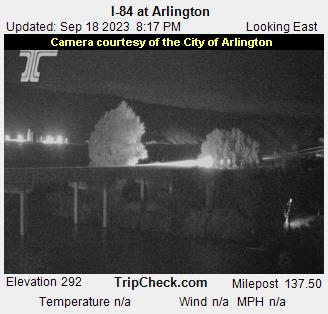 I-84 at Arlington
Updated: Sep 18 2023 8:17 PM Looking East
Camera courtesy of the City of Arlington
Elevation 292 TripCheck.com Milepost 137.50
Temperature n/a Wind n/a MPH n/a